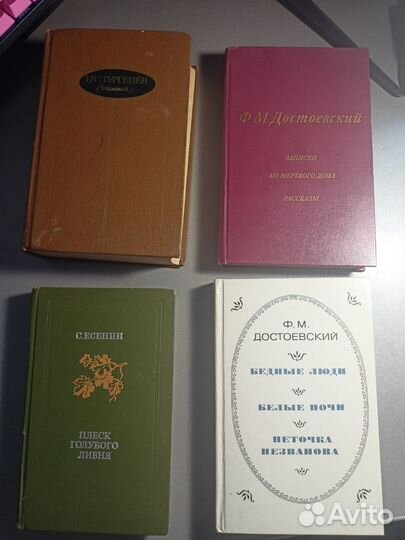 И.С.ТУРГЕНЕВ
Сочинения
Ф.М.Достоевский
ЗАПИСКИ
ИЗ МЕРТВОГО ДОМА
РАССКАЗЫ
С.ЕСЕНИН
ПЛЕСК
ГОЛУБОГО
ЛИВНЯ
Ф. М.
ДОСТОЕВСКИЙ
БЕДНЫЕ ЛЮДИ
БЕЛЫЕ НОЧИ
НЕТОЧКА
НЕЗВАНОВА
Avito